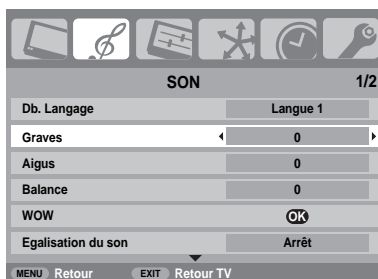 SON 1/2
Db. Langage Langue 1
Graves 0
Aigus 0
Balance 0
WOW OK
Egalisation du son Arrêt
MENU Retour EXIT Retour TV